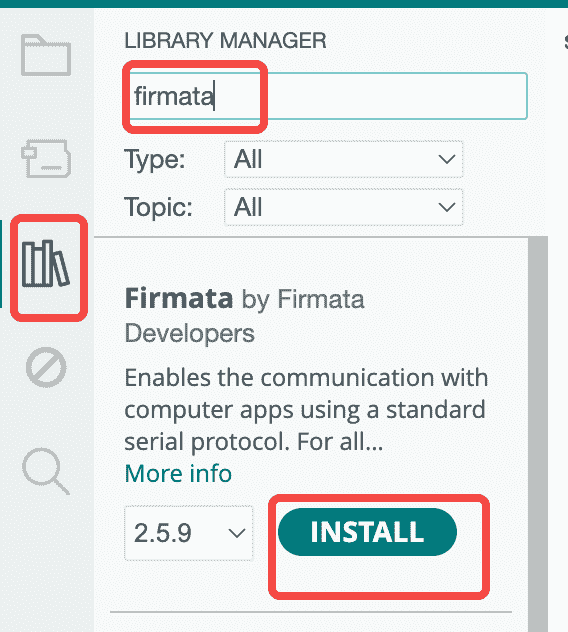 LIBRARY MANAGER
firmata
Type: All
Topic: All
Firmata by Firmata
Developers
Enables the communication with
computer apps using a standard
serial protocol. For all...
More info
2.5.9 INSTALL